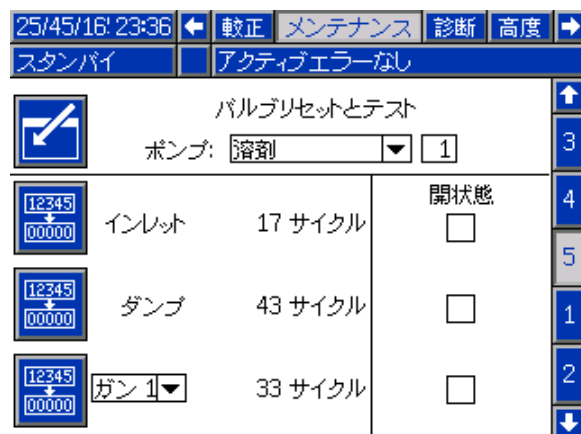 25/45/16 23:36 較正 メンテナンス 診断 高度
スタンバイ アクティブエラーなし
バルブリセットとテスト
ポンプ: 溶剤 1
3
開状態
4
12345
00000
インレット 17 サイクル
5
12345
00000
ダンプ 43 サイクル
1
12345
00000
ガン 1 33 サイクル
2